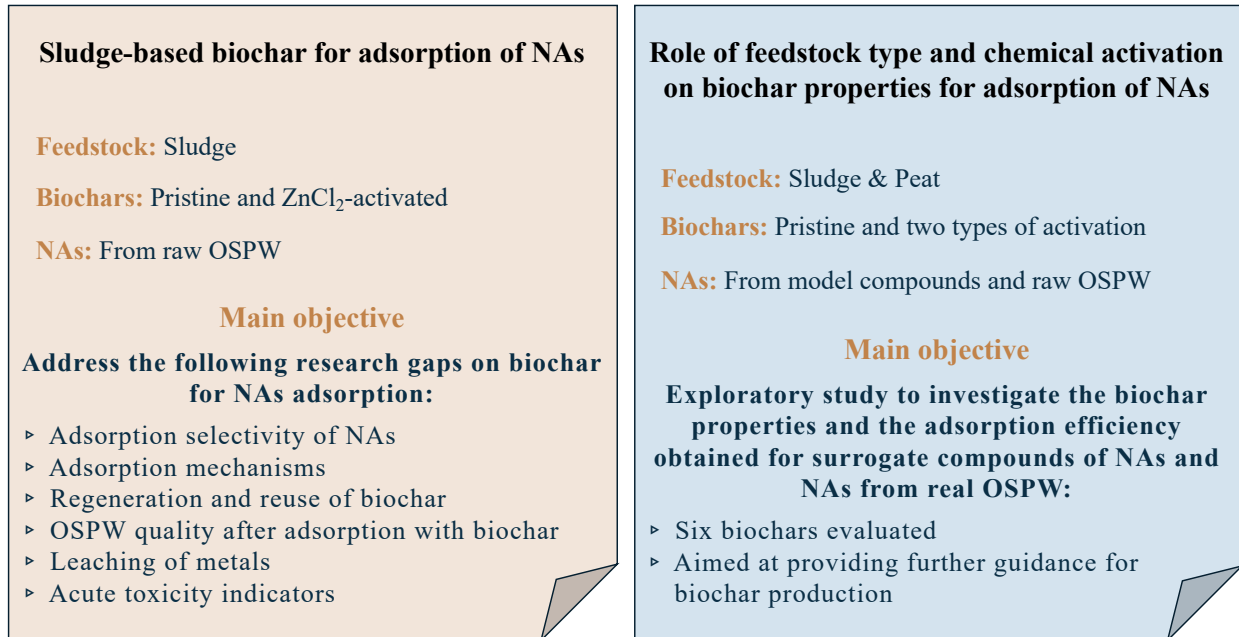 Sludge-based biochar for adsorption of NAs
Feedstock: Sludge
Biochars: Pristine and ZnCl₂-activated
NAs: From raw OSPW
Main objective
Address the following research gaps on biochar
for NAs adsorption:
▹ Adsorption selectivity of NAs
▹ Adsorption mechanisms
▹ Regeneration and reuse of biochar
▹ OSPW quality after adsorption with biochar
▹ Leaching of metals
▹ Acute toxicity indicators
Role of feedstock type and chemical activation
on biochar properties for adsorption of NAs
Feedstock: Sludge & Peat
Biochars: Pristine and two types of activation
NAs: From model compounds and raw OSPW
Main objective
Exploratory study to investigate the biochar
properties and the adsorption efficiency
obtained for surrogate compounds of NAs and
NAs from real OSPW:
▹ Six biochars evaluated
▹ Aimed at providing further guidance for
biochar production